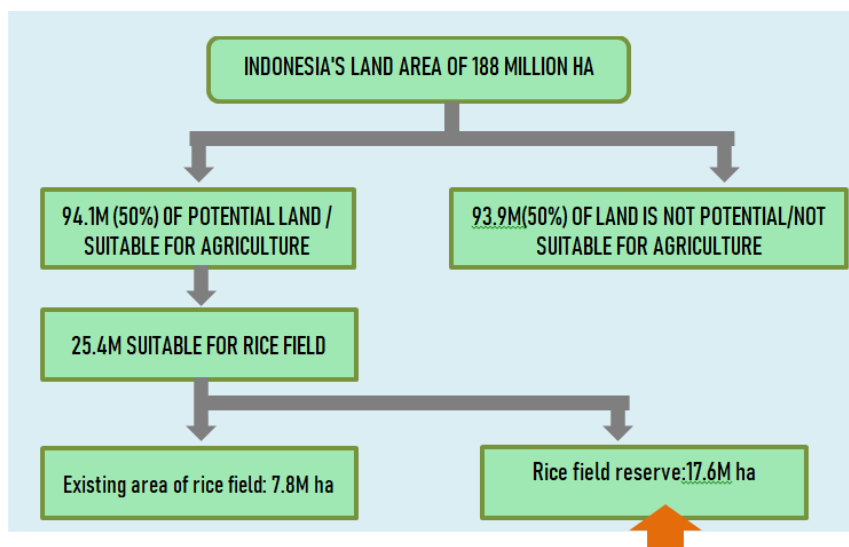 INDONESIA'S LAND AREA OF 188 MILLION HA
94.1M (50%) OF POTENTIAL LAND /
SUITABLE FOR AGRICULTURE
93.9M(50%) OF LAND IS NOT POTENTIAL/NOT
SUITABLE FOR AGRICULTURE
25.4M SUITABLE FOR RICE FIELD
Existing area of rice field: 7.8M ha
Rice field reserve:17.6M ha